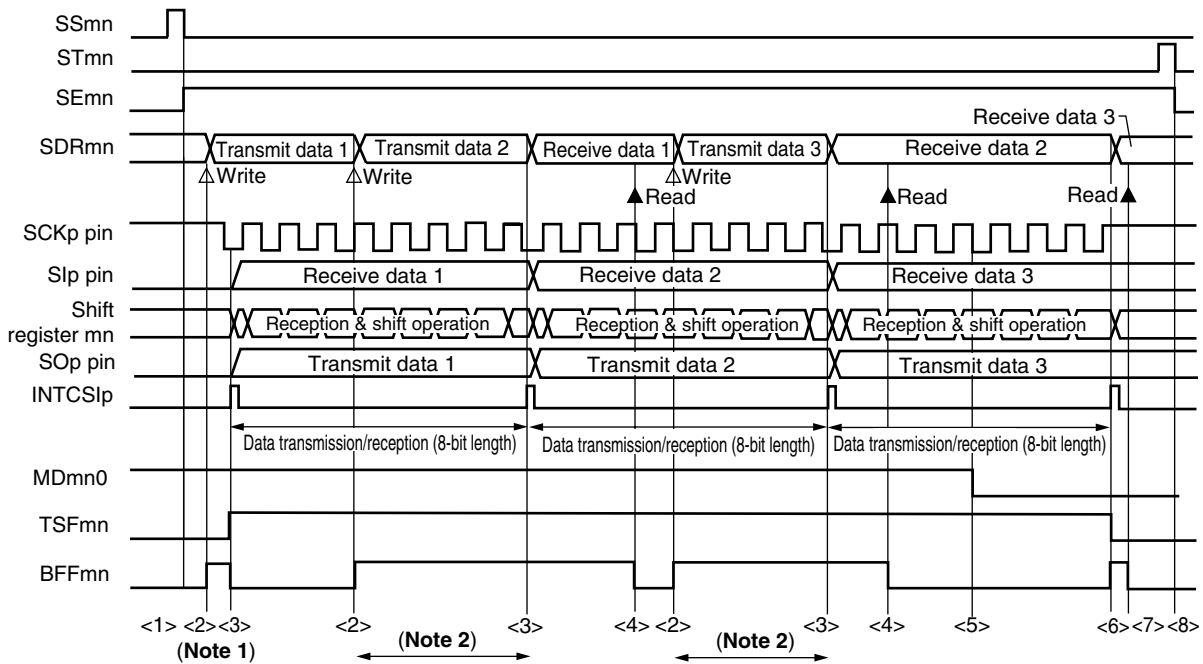 SSmn
STmn
SEmn
Receive data 3
SDRmn Transmit data 1 Transmit data 2 Receive data 1 Transmit data 3 Receive data 2
Write Write Read Write Read Read
SCKp pin
SIp pin Receive data 1 Receive data 2 Receive data 3
Shift
register mn Reception & shift operation Reception & shift operation Reception & shift operation
SOp pin Transmit data 1 Transmit data 2 Transmit data 3
INTCSIp
Data transmission/reception (8-bit length) Data transmission/reception (8-bit length) Data transmission/reception (8-bit length)
MDmn0
TSFmn
BFFmn
<1> <2> <3> <2> <3> <4> <2> <3> <4> <5> <6> <7> <8>
(Note 1) (Note 2) (Note 2)